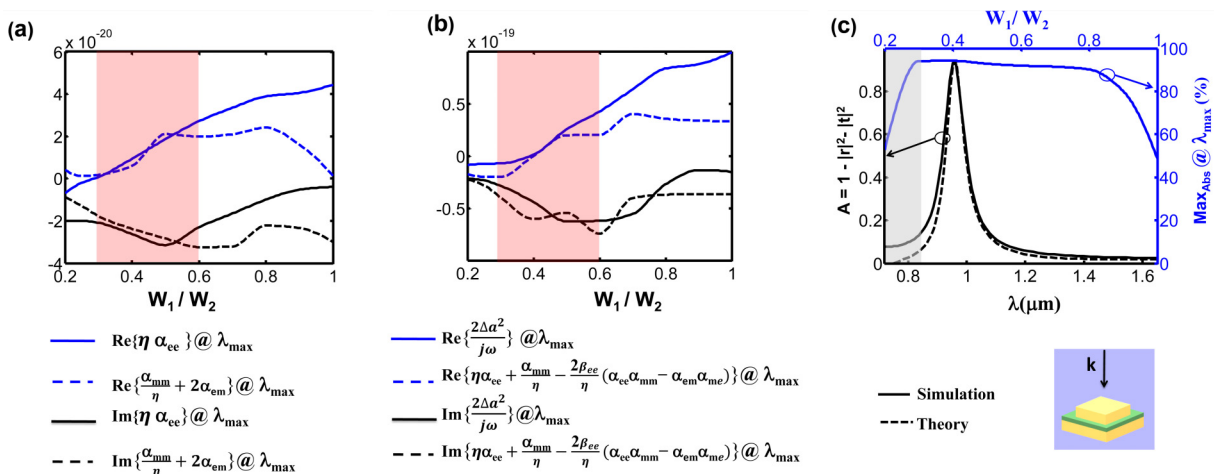 (a)
x 10⁻²⁰
6
4
2
0
-2
-4
0.2 0.4 0.6 0.8 1
W₁ / W₂
Re{η αₑₑ }@ λₘₐₓ
Re{αₘₘ/η + 2αₑₘ}@ λₘₐₓ
Im{η αₑₑ}@ λₘₐₓ
Im{αₘₘ/η + 2αₑₘ}@ λₘₐₓ
(b)
x 10⁻¹⁹
1
0.5
0
-0.5
0.2 0.4 0.6 0.8 1
W₁ / W₂
Re{2Δa²/jω} @λₘₐₓ
Re{ηαₑₑ + αₘₘ/η − 2βₑₑ/η (αₑₑαₘₘ− αₑₘαₘₑ)}@ λₘₐₓ
Im{2Δa²/jω}@λₘₐₓ
Im{ηαₑₑ + αₘₘ/η − 2βₑₑ/η (αₑₑαₘₘ− αₑₘαₘₑ)}@ λₘₐₓ
(c)
W₁/ W₂
0.2 0.4 0.6 0.8 1
A = 1 - |r|²- |t|²
0.8
0.6
0.4
0.2
0
100
80
60
40
20
0
Max_Abs @ λₘₐₓ (%)
0.8 1 1.2 1.4 1.6
λ(μm)
Simulation
Theory
k